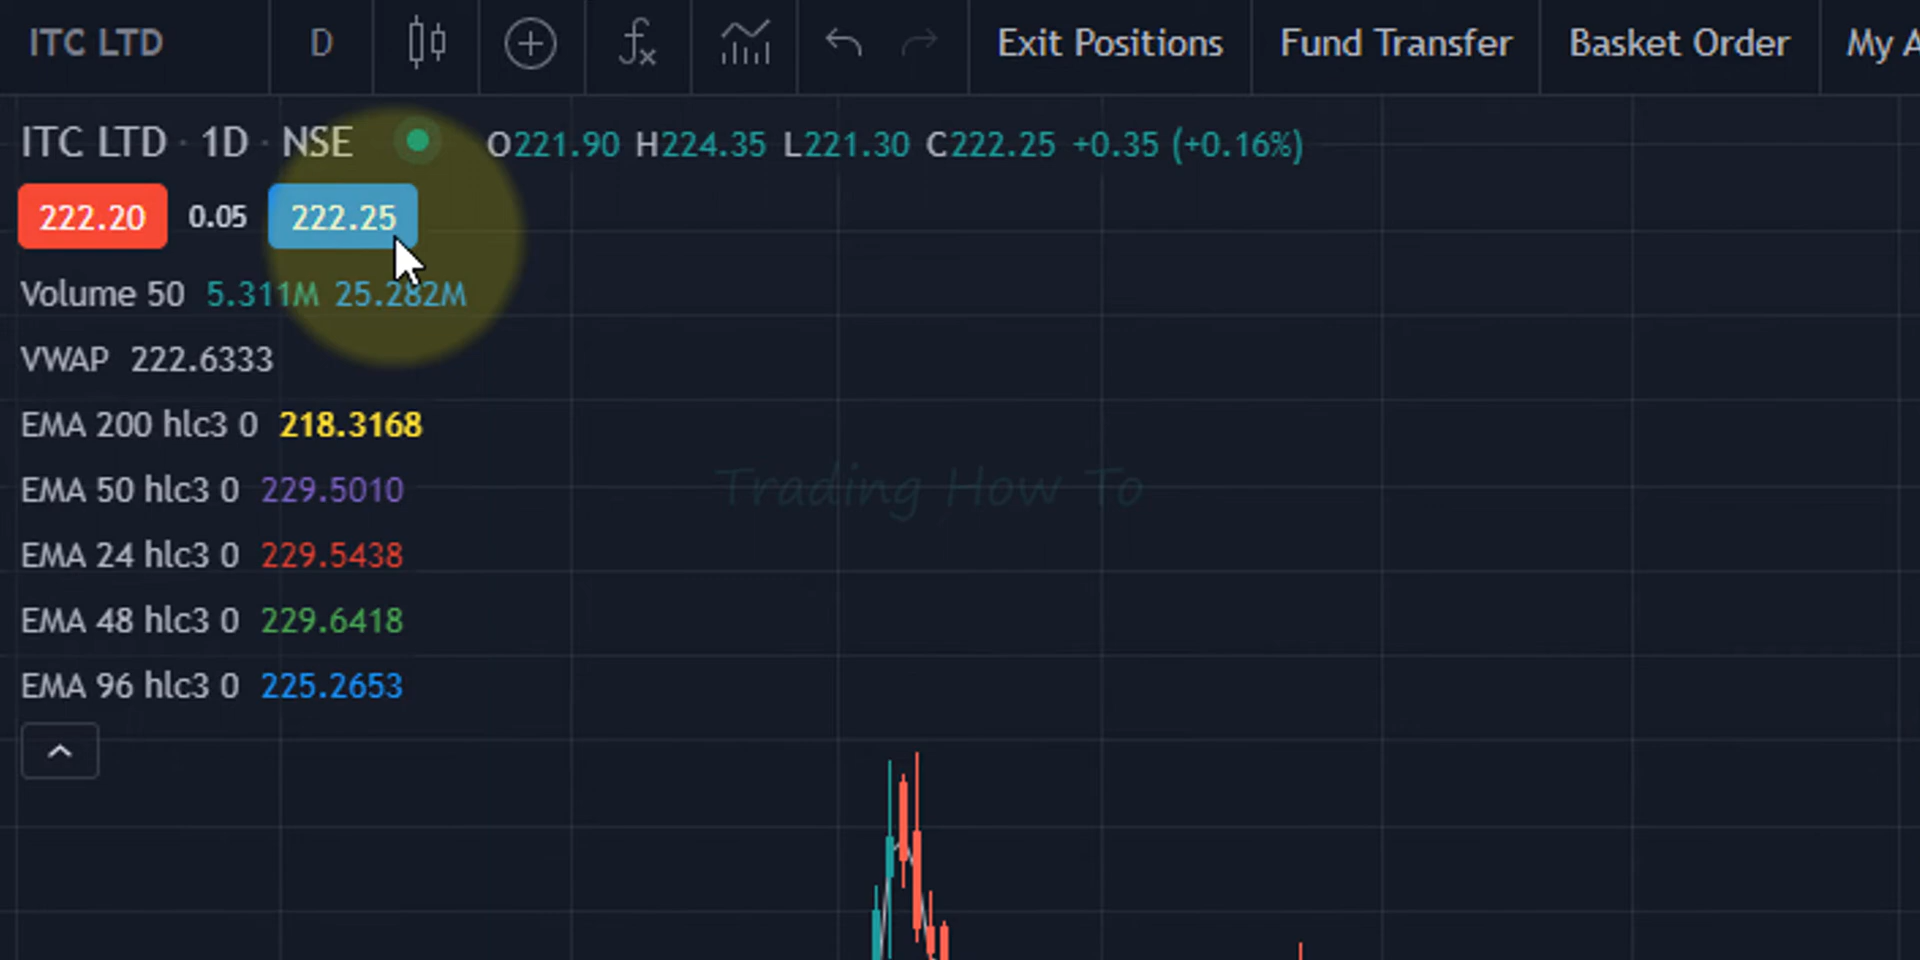 ITC LTD D Exit Positions Fund Transfer Basket Order My A
ITC LTD · 1D · NSE O221.90 H224.35 L221.30 C222.25 +0.35 (+0.16%)
222.20 0.05 222.25
Volume 50 5.311M 25.282M
VWAP 222.6333
EMA 200 hlc3 0 218.3168
Trading How To
EMA 50 hlc3 0 229.5010
EMA 24 hlc3 0 229.5438
EMA 48 hlc3 0 229.6418
EMA 96 hlc3 0 225.2653